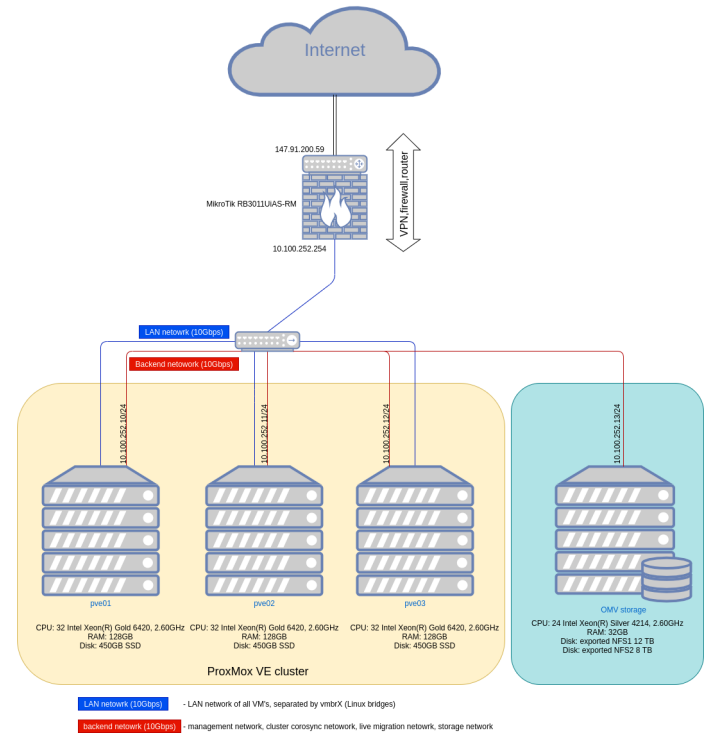 Internet
147.91.200.59
MikroTik RB3011UiAS-RM
VPN,firewall,router
10.100.252.254
LAN netowrk (10Gbps)
Backend netowork (10Gbps)
10.100.252.10/24
10.100.252.11/24
10.100.252.12/24
10.100.252.13/24
pve01
pve02
pve03
OMV storage
CPU: 32 Intel Xeon(R) Gold 6420, 2.60GHz
RAM: 128GB
Disk: 450GB SSD
CPU: 32 Intel Xeon(R) Gold 6420, 2.60GHz
RAM: 128GB
Disk: 450GB SSD
CPU: 32 Intel Xeon(R) Gold 6420, 2.60GHz
RAM: 128GB
Disk: 450GB SSD
CPU: 24 Intel Xeon(R) Silver 4214, 2.60GHz
RAM: 32GB
Disk: exported NFS1 12 TB
Disk: exported NFS2 8 TB
ProxMox VE cluster
LAN netowrk (10Gbps) - LAN network of all VM's, separated by vmbrX (Linux bridges)
backend netowrk (10Gbps) - management network, cluster corosync netowork, live migration netowrk, storage network